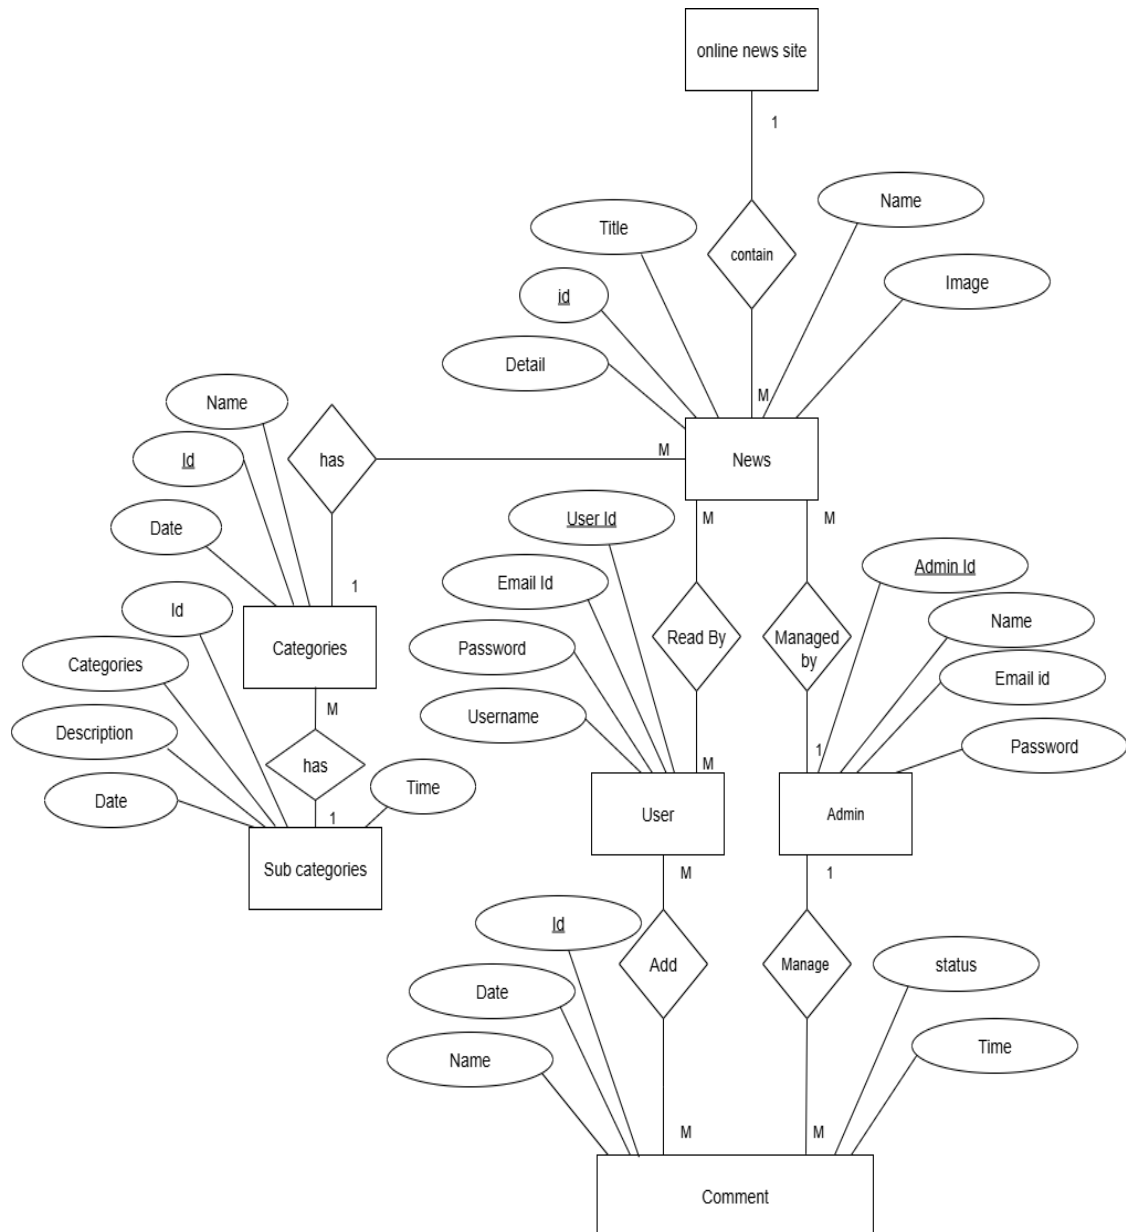 online news site
1
Name
Title
contain
Image
id
Detail
M
Name
has
M
News
Id
User Id
M
M
Date
Admin Id
Email Id
1
Id
Name
Read By
Managed
by
Categories
Password
Categories
Email id
M
Username
Description
Password
1
has
M
Time
Date
1
User
Admin
Sub categories
M
1
Id
Add
Manage
status
Date
Time
Name
M
M
Comment